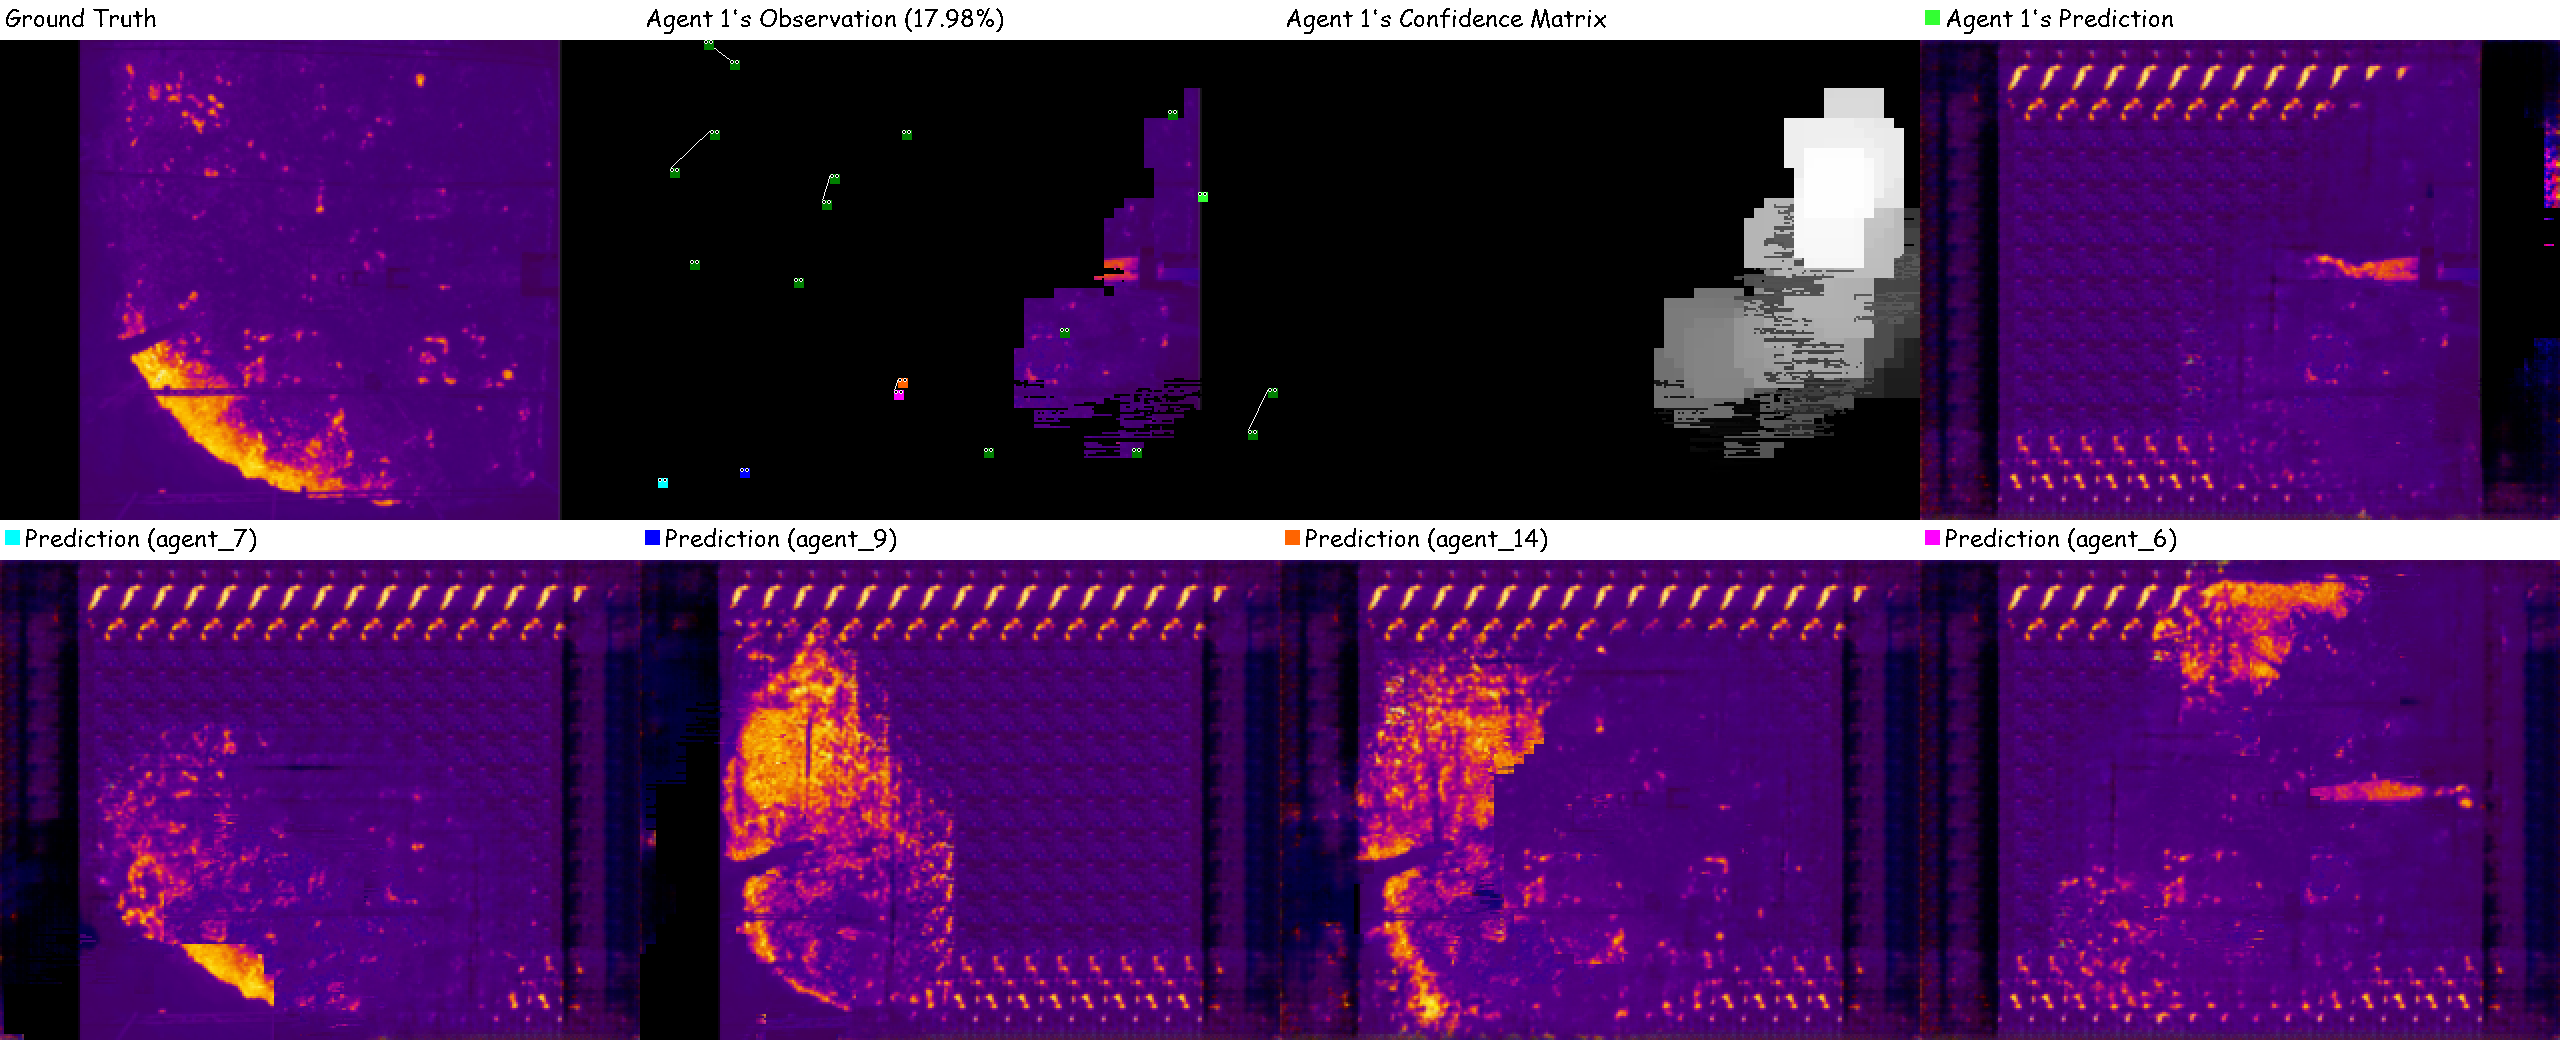 Ground Truth
Agent 1's Observation (17.98%)
Agent 1's Confidence Matrix
Agent 1's Prediction
Prediction (agent_7)
Prediction (agent_9)
Prediction (agent_14)
Prediction (agent_6)